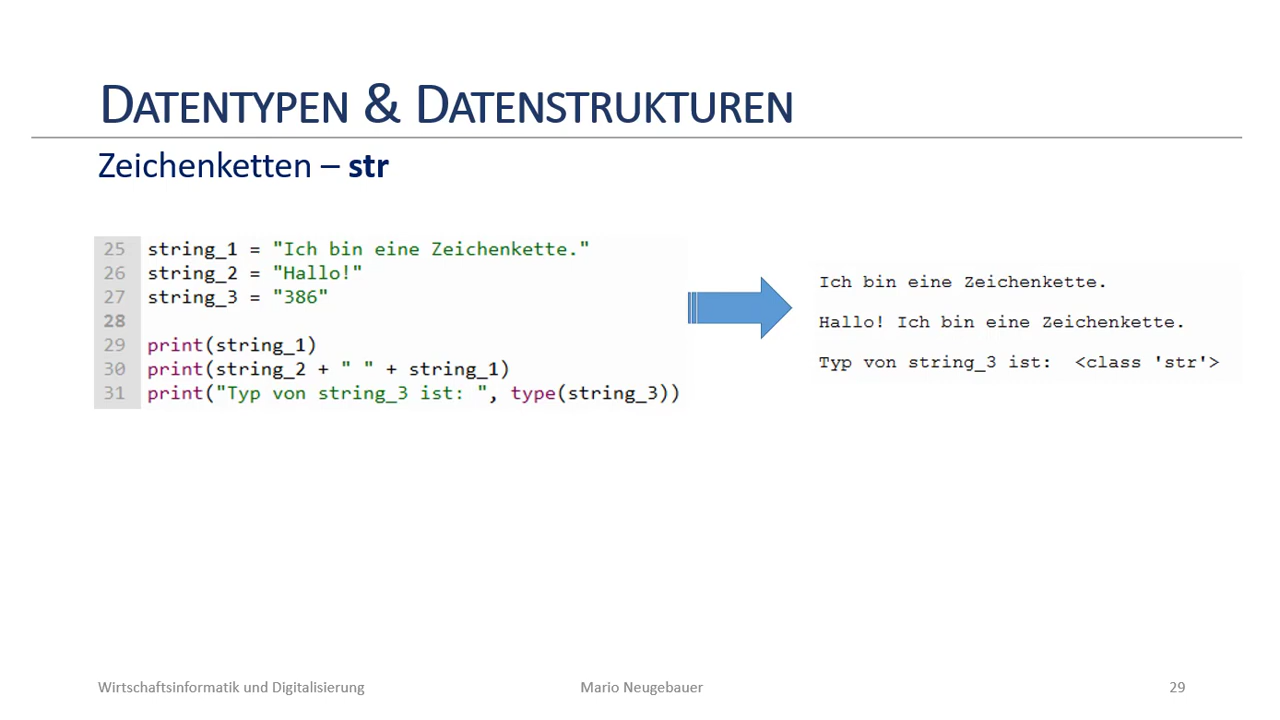 DATENTYPEN & DATENSTRUKTUREN
Zeichenketten – str
25 string_1 = "Ich bin eine Zeichenkette."
26 string_2 = "Hallo!"
27 string_3 = "386"
28
29 print(string_1)
30 print(string_2 + " " + string_1)
31 print("Typ von string_3 ist: ", type(string_3))
Ich bin eine Zeichenkette.
Hallo! Ich bin eine Zeichenkette.
Typ von string_3 ist:  <class 'str'>
Wirtschaftsinformatik und Digitalisierung
Mario Neugebauer
29